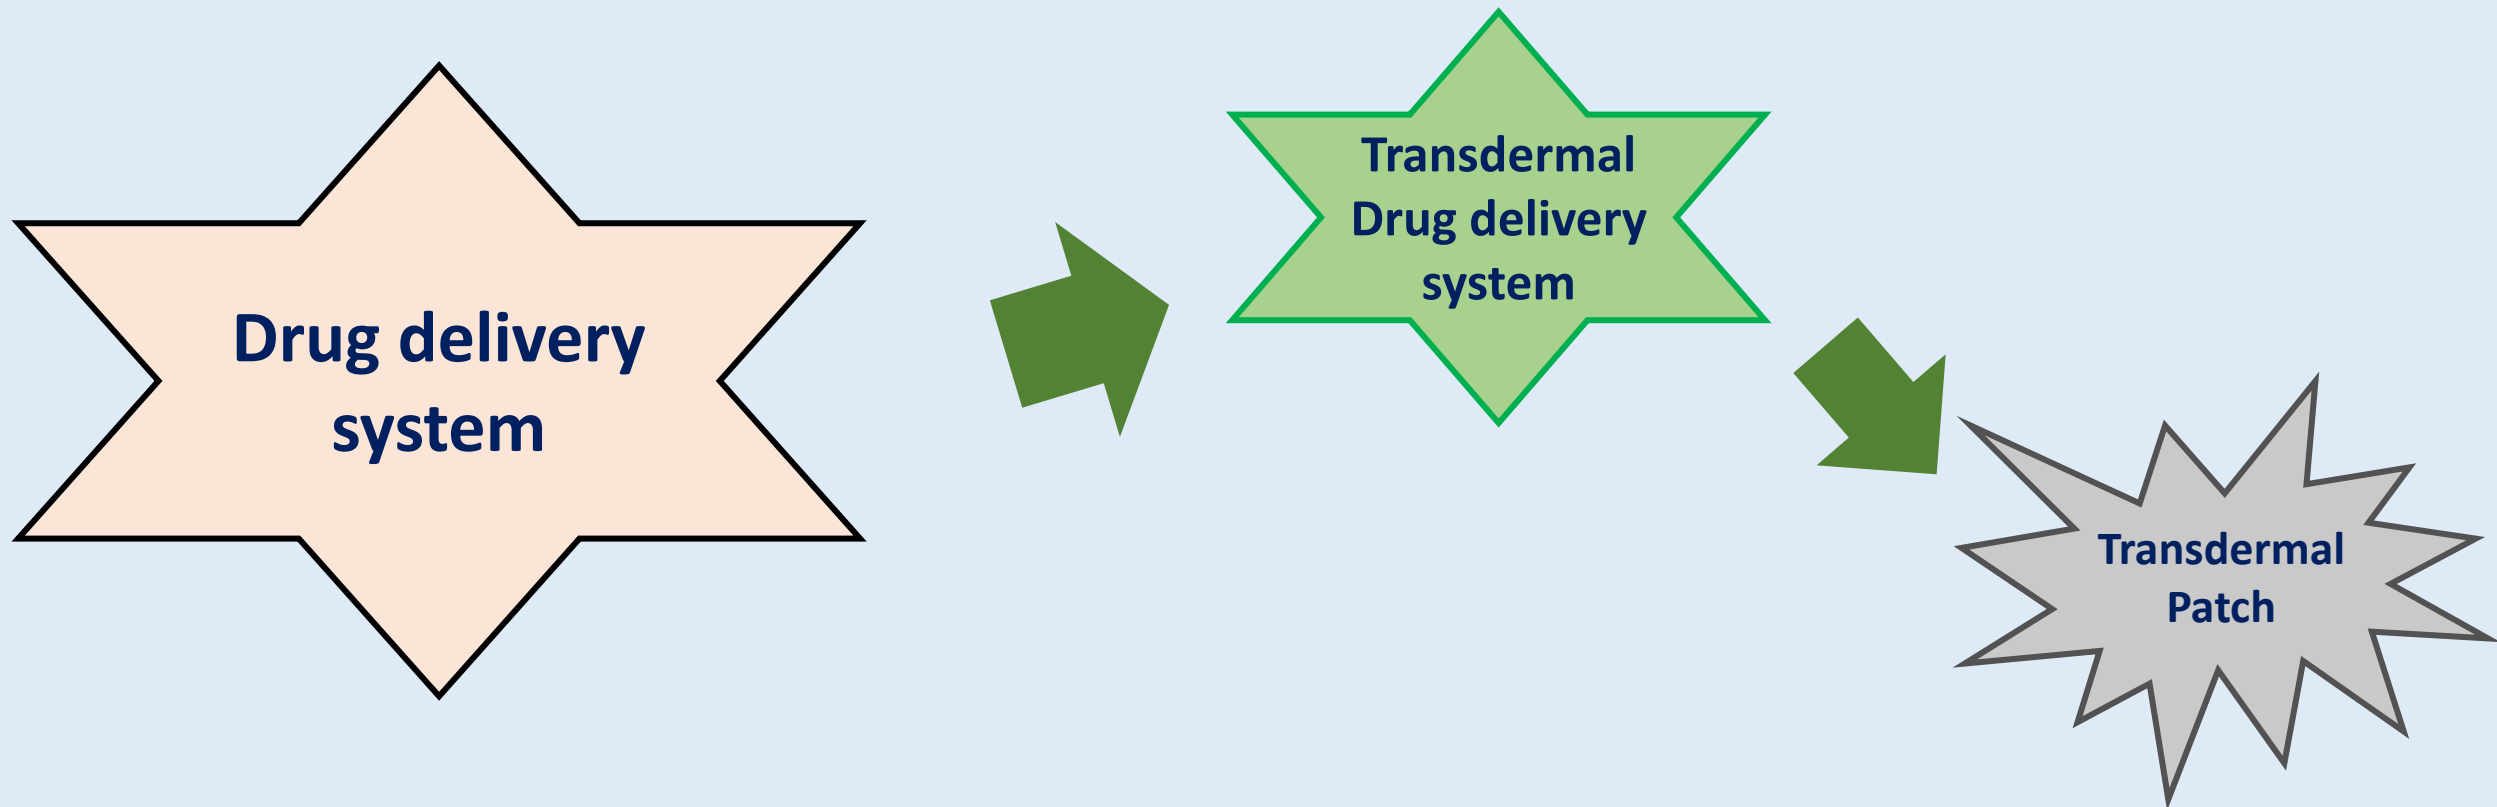 Drug delivery
system
Transdermal
Drug delivery
system
Transdermal
Patch